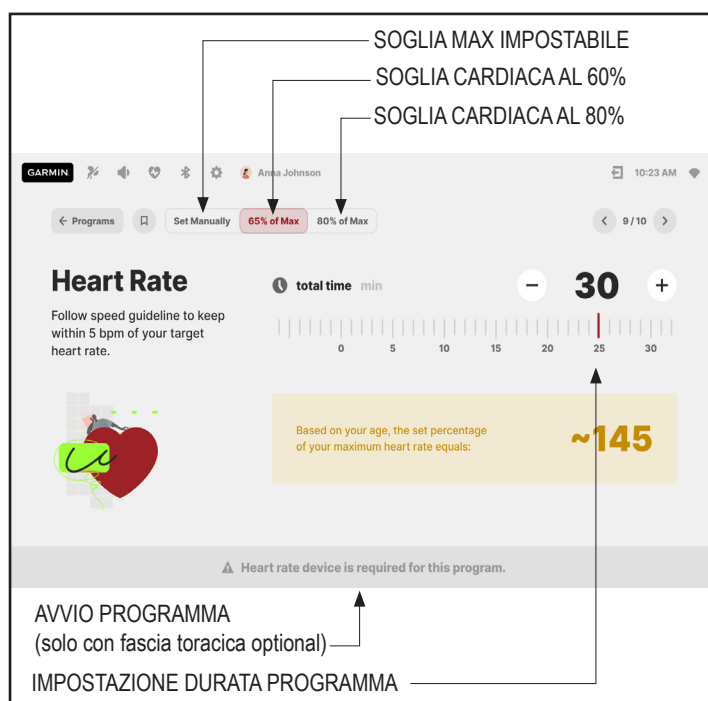 SOGLIA MAX IMPOSTABILE
SOGLIA CARDIACA AL 60%
SOGLIA CARDIACA AL 80%
GARMIN Anna Johnson 10:23 AM
Programs Set Manually 65% of Max 80% of Max 9/10
Heart Rate
total time min 30
Follow speed guideline to keep
within 5 bpm of your target
heart rate.
0 5 10 15 20 25 30
Based on your age, the set percentage
of your maximum heart rate equals:
~145
Heart rate device is required for this program.
AVVIO PROGRAMMA
(solo con fascia toracica optional)
IMPOSTAZIONE DURATA PROGRAMMA